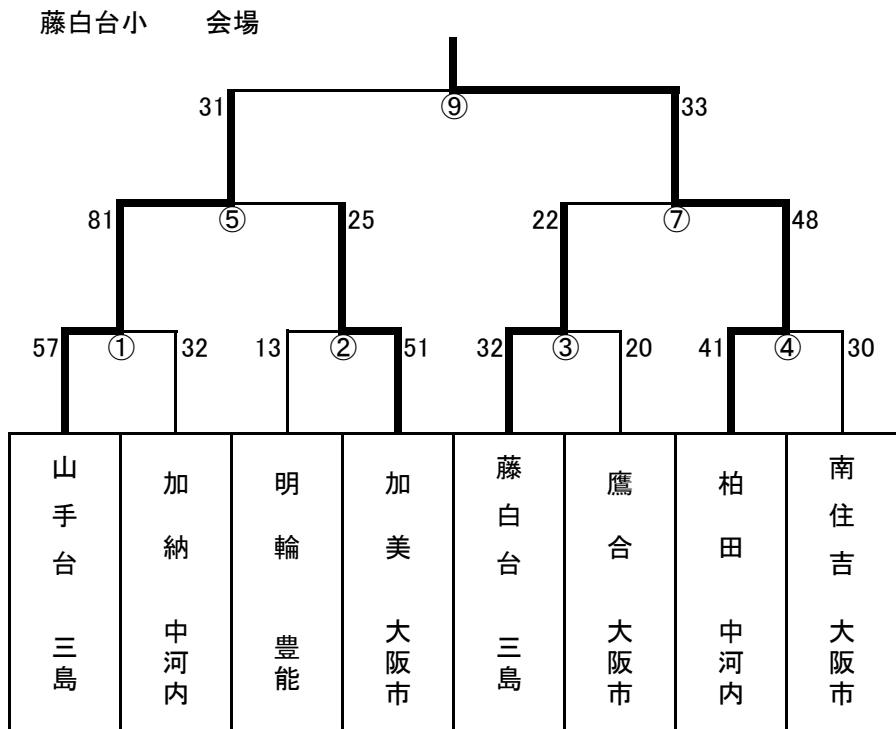 藤白台小　会場
31 ⑨ 33
81 ⑤ 25 22 ⑦ 48
57 ① 32 13 ② 51 32 ③ 20 41 ④ 30
山手台 三島
加納 中河内
明輪 豊能
加美 大阪市
藤白台 三島
鷹合 大阪市
柏田 中河内
南住吉 大阪市